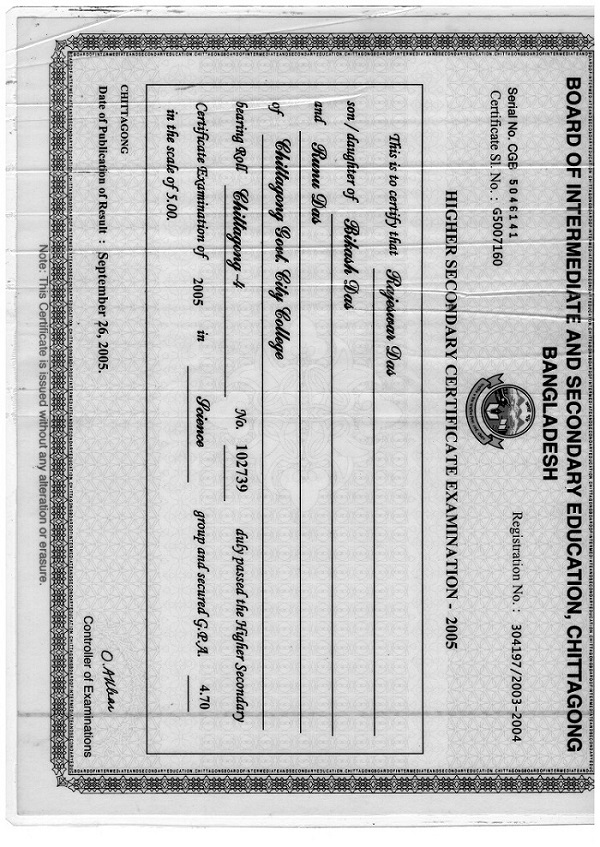 BOARD OF INTERMEDIATE AND SECONDARY EDUCATION, CHITTAGONG
BANGLADESH
Serial No. CGB 5046141
Certificate Sl. No. : G5007160
Registration No. : 304197/2003-2004
HIGHER SECONDARY CERTIFICATE EXAMINATION - 2005
This is to certify that Rajeswar Das
son / daughter of Bikash Das
and Runu Das
of Chittagong Govt. City College
bearing Roll Chittagong-4 No. 102739 duly passed the Higher Secondary
Certificate Examination of 2005 in Science group and secured G.P.A. 4.70
in the scale of 5.00.
CHITTAGONG
Date of Publication of Result : September 26, 2005.
Controller of Examinations
Note: This Certificate is issued without any alteration or erasure.